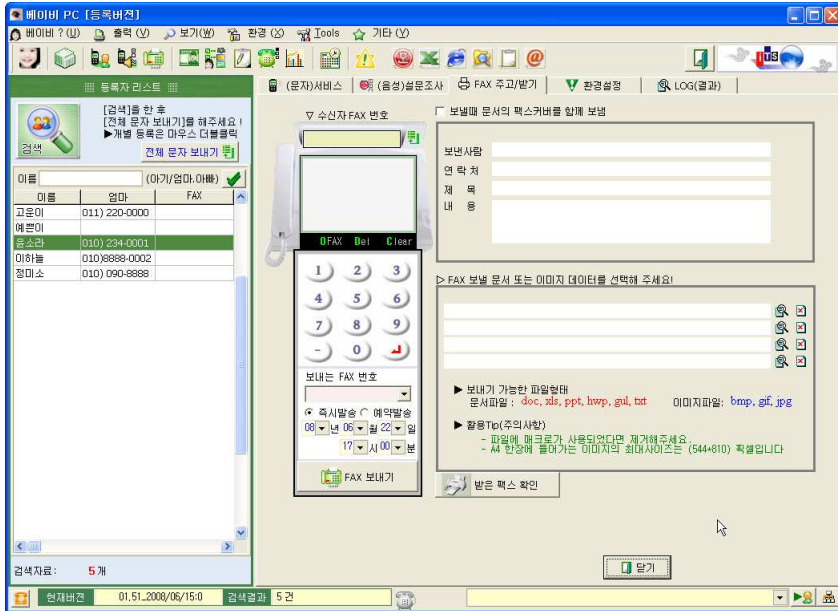 베이비 PC [등록버젼]
베이비 ?(U) 출력 (V) 보기(W) 환경 (X) Tools 기타 (Y)
등록자 리스트
(문자)서비스 (음성)설문조사 FAX 주고/받기 환경설정 LOG(결과)
검색
[검색]을 한 후
[전체 문자 보내기]를 해주세요 !
▶개별 등록은 마우스 더블클릭
전체 문자 보내기
이름 (아기/엄마.아빠)
이름 엄마 FAX
고운이 011) 220-0000
예쁜이
윤소라 010) 234-0001
이하늘 010)8888-0002
정미소 010) 090-8888
검색자료: 5개
▽ 수신자 FAX 번호
OFAX Del Clear
1 2 3
4 5 6
7 8 9
- 0
보내는 FAX 번호
즉시발송 예약발송
08 년 06 월 22 일
17 시 00 분
FAX 보내기
보낼때 문서의 팩스커버를 함께 보냄
보낸사람
연 락 처
제 목
내 용
▷ FAX 보낼 문서 또는 이미지 데이터를 선택해 주세요!
▶ 보내기 가능한 파일형태
문서파일 : doc, xls, ppt, hwp, gul, txt 이미지파일: bmp, gif, jpg
▶ 활용Tip(주의사항)
- 파일에 매크로가 사용되었다면 제거해주세요.
- A4 한장에 들어가는 이미지의 최대사이즈는 (544*810) 픽셀입니다
받은 팩스 확인
닫기
현재버젼 01,51_2008/06/15:0 검색결과 5 건